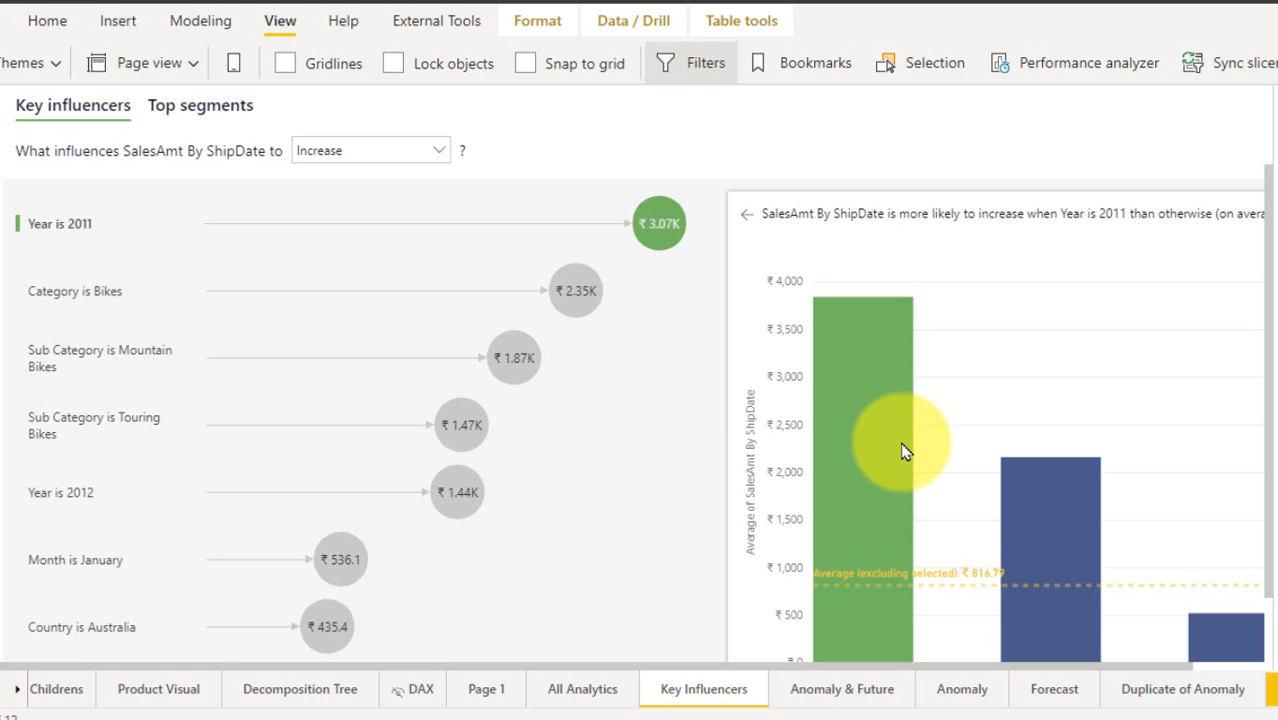 Home Insert Modeling View Help External Tools Format Data / Drill Table tools
hemes Page view Gridlines Lock objects Snap to grid Filters Bookmarks Selection Performance analyzer Sync slicer
Key influencers Top segments
What influences SalesAmt By ShipDate to Increase ?
Year is 2011 ₹ 3.07K
Category is Bikes ₹ 2.35K
Sub Category is Mountain
Bikes
₹ 1.87K
Sub Category is Touring
Bikes
₹ 1.47K
Year is 2012 ₹ 1.44K
Month is January ₹ 536.1
Country is Australia ₹ 435.4
SalesAmt By ShipDate is more likely to increase when Year is 2011 than otherwise (on avera
Average of SalesAmt By ShipDate
₹ 4,000
₹ 3,500
₹ 3,000
₹ 2,500
₹ 2,000
₹ 1,500
₹ 1,000
₹ 500
₹ 0
Average (excluding selected): ₹ 816.79
Childrens Product Visual Decomposition Tree DAX Page 1 All Analytics Key Influencers Anomaly & Future Anomaly Forecast Duplicate of Anomaly